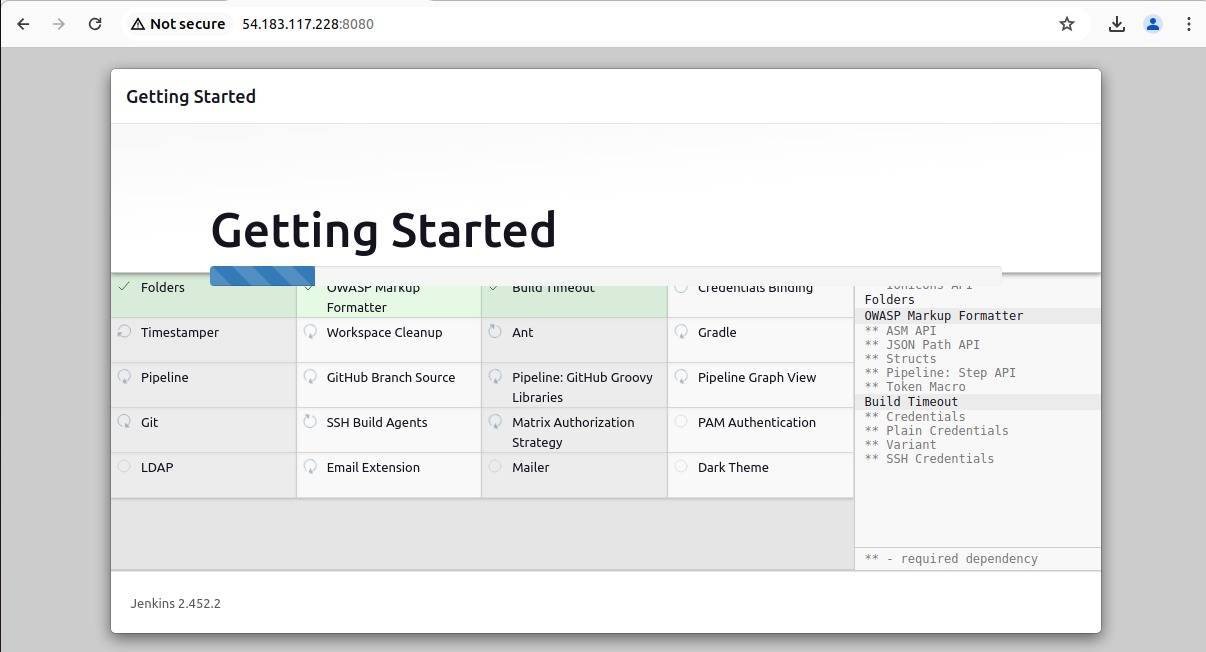 Not secure 54.183.117.228:8080
Getting Started
Getting Started
Folders
OWASP Markup
Formatter
Build Timeout
Credentials Binding
Timestamper
Workspace Cleanup
Ant
Gradle
Pipeline
GitHub Branch Source
Pipeline: GitHub Groovy
Libraries
Pipeline Graph View
Git
SSH Build Agents
Matrix Authorization
Strategy
PAM Authentication
LDAP
Email Extension
Mailer
Dark Theme
** Ionicons API
Folders
OWASP Markup Formatter
** ASM API
** JSON Path API
** Structs
** Pipeline: Step API
** Token Macro
Build Timeout
** Credentials
** Plain Credentials
** Variant
** SSH Credentials
** - required dependency
Jenkins 2.452.2